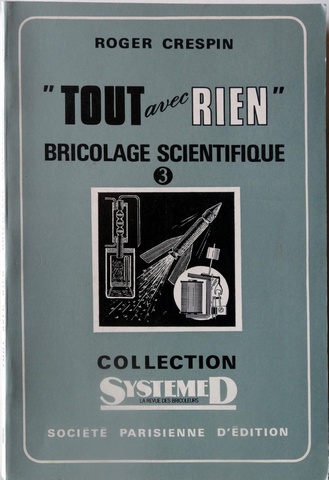 ROGER CRESPIN
"TOUT avec RIEN"
BRICOLAGE SCIENTIFIQUE
3
COLLECTION
SYSTEME D
LA REVUE DES BRICOLEURS
SOCIÉTÉ PARISIENNE D'ÉDITION